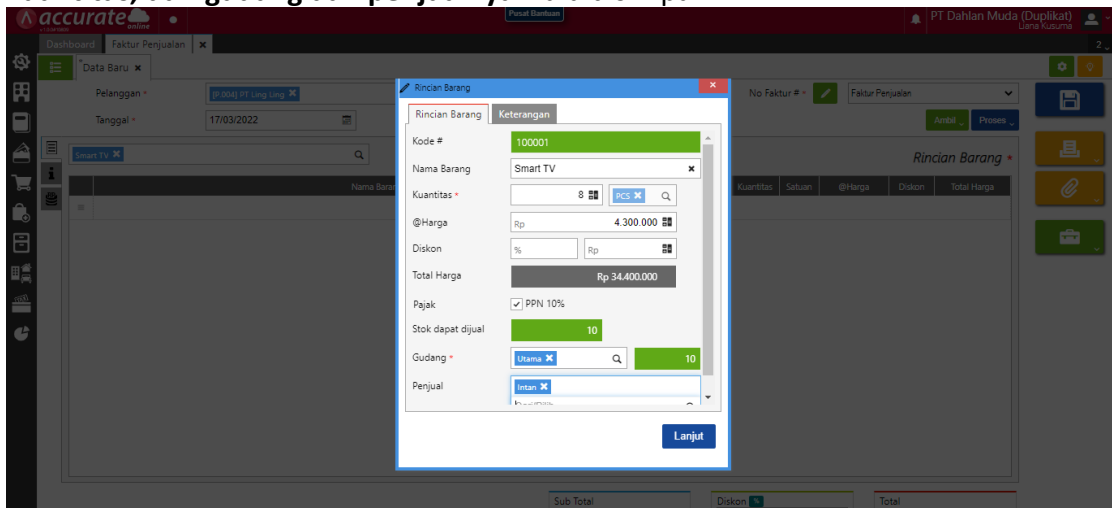 accurate
online
Pusat Bantuan
PT Dahlan Muda (Duplikat)
Liana Kusuma
Dashboard
Faktur Penjualan
2
Data Baru
Pelanggan *
[P.004] PT Ling Ling
No Faktur # *
Faktur Penjualan
Tanggal *
17/03/2022
Ambil
Proses
Smart TV
Rincian Barang *
Nama Baran
Kuantitas
Satuan
@Harga
Diskon
Total Harga
Rincian Barang
Rincian Barang
Keterangan
Kode #
100001
Nama Barang
Smart TV
Kuantitas *
8
PCS
@Harga
Rp
4.300.000
Diskon
%
Rp
Total Harga
Rp 34.400.000
Pajak
PPN 10%
Stok dapat dijual
10
Gudang *
Utama
10
Penjual
Intan
Lanjut
Sub Total
Diskon %
Total